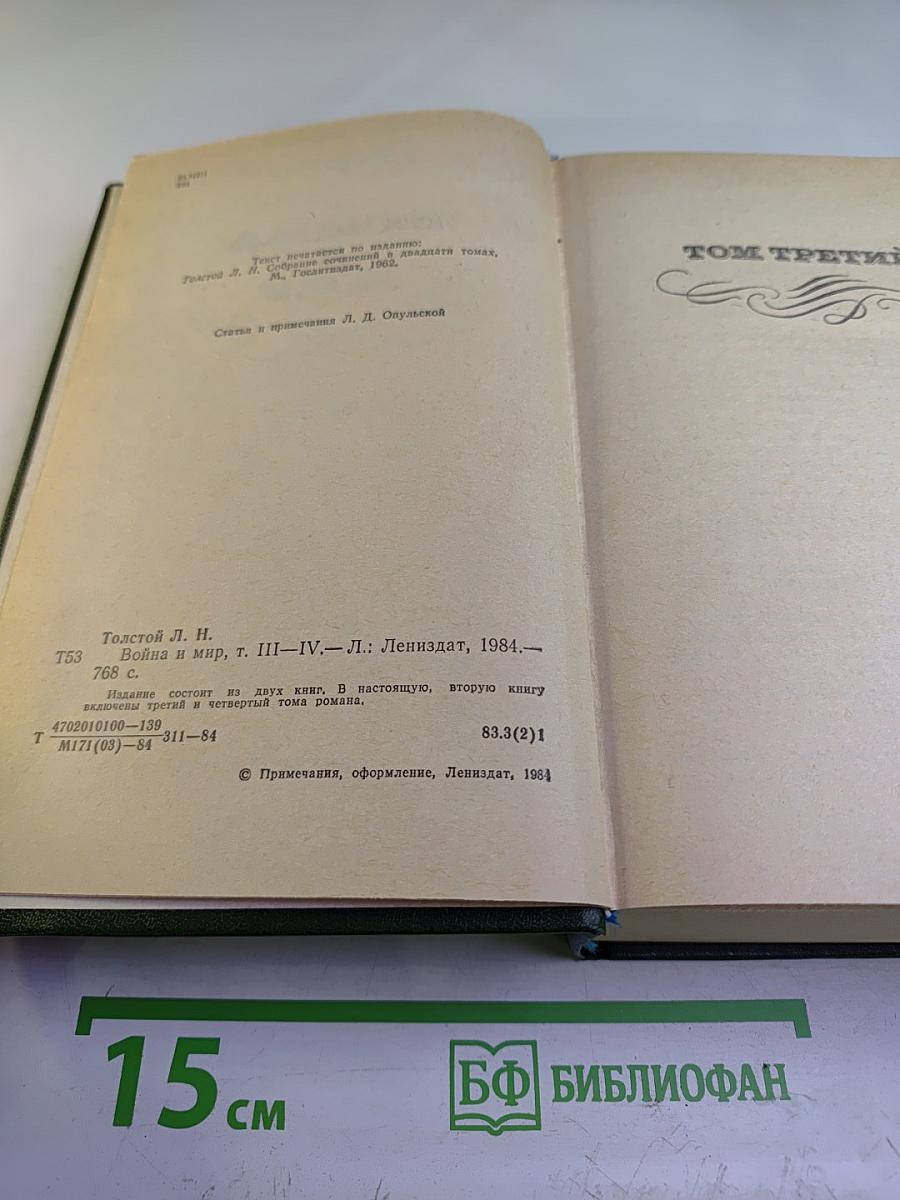 Текст печатается по изданию:
Толстой Л. Н. Собрание сочинений в двадцати томах.
М., Гослитиздат, 1962.
Статья и примечания Л. Д. Опульской
Толстой Л. Н.
Т53 Война и мир, т. III—IV.— Л.: Лениздат, 1984.—
768 с.
Издание состоит из двух книг. В настоящую, вторую книгу
включены третий и четвертый тома романа.
Т 4702010100—139 311—84 83.3(2)1
М171(03)—84
© Примечания, оформление, Лениздат, 1984
ТОМ ТРЕТИЙ
15 см
БФ БИБЛИОФАН